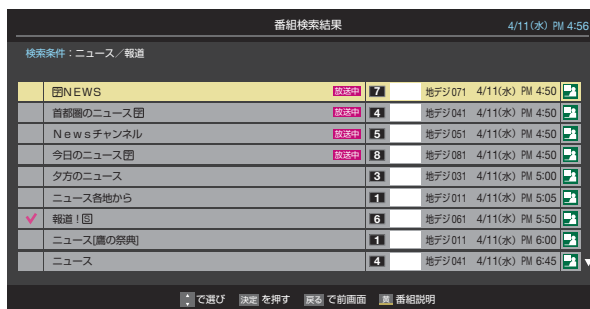 番組検索結果 4/11(水) PM 4:56
検索条件：ニュース／報道
字NEWS 放送中 7 地デジ071 4/11(水) PM 4:50
首都圏のニュース字 放送中 4 地デジ041 4/11(水) PM 4:50
Newsチャンネル 放送中 5 地デジ051 4/11(水) PM 4:50
今日のニュース字 放送中 8 地デジ081 4/11(水) PM 4:50
夕方のニュース 3 地デジ031 4/11(水) PM 5:00
ニュース各地から 1 地デジ011 4/11(水) PM 5:05
報道！S 6 地デジ061 4/11(水) PM 5:50
ニュース[鷹の祭典] 1 地デジ011 4/11(水) PM 6:00
ニュース 4 地デジ041 4/11(水) PM 6:45
で選び 決定 を押す 戻る で前画面 黄 番組説明